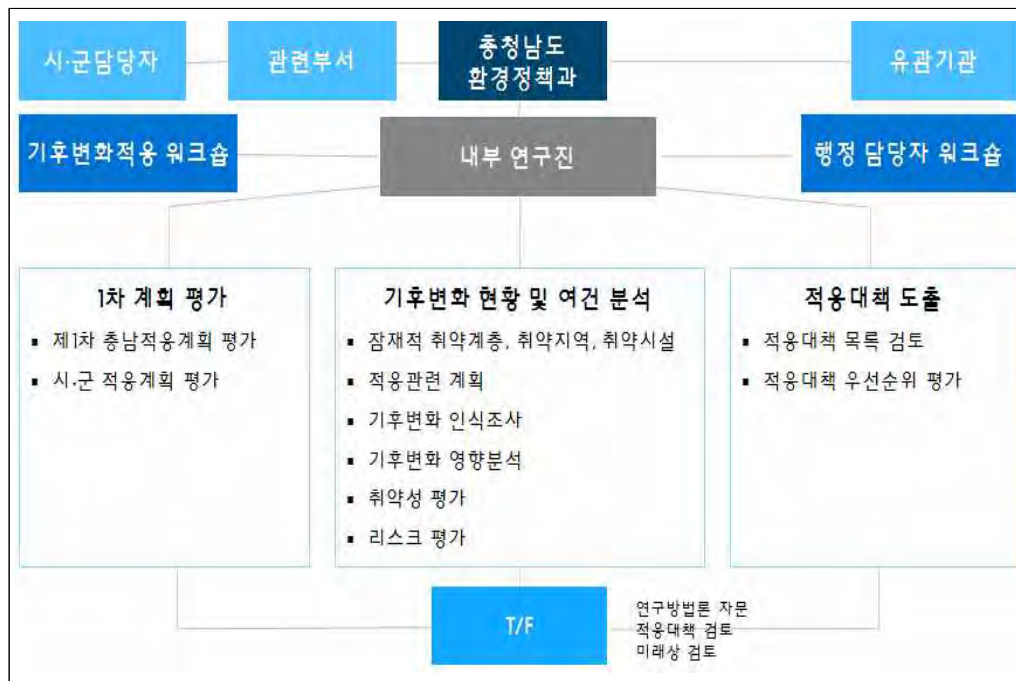 시·군담당자
관련부서
충청남도
환경정책과
유관기관
기후변화적응 워크숍
내부 연구진
행정 담당자 워크숍
1차 계획 평가
▪ 제1차 충남적응계획 평가
▪ 시·군 적응계획 평가
기후변화 현황 및 여건 분석
▪ 잠재적 취약계층, 취약지역, 취약시설
▪ 적응관련 계획
▪ 기후변화 인식조사
▪ 기후변화 영향분석
▪ 취약성 평가
▪ 리스크 평가
적응대책 도출
▪ 적응대책 목록 검토
▪ 적응대책 우선순위 평가
T/F
연구방법론 자문
적응대책 검토
미래상 검토